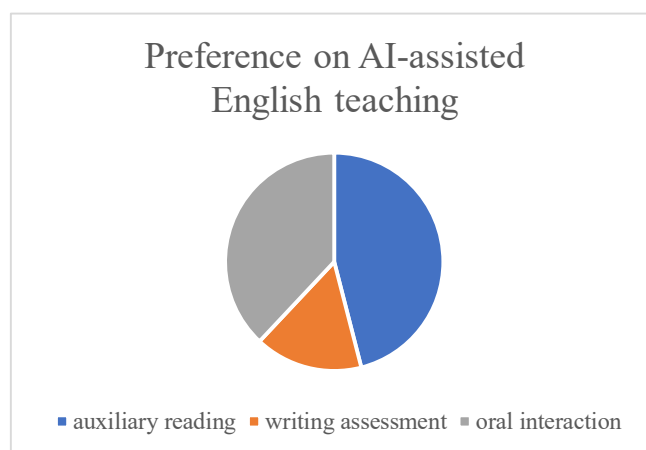 Preference on AI-assisted
English teaching
auxiliary reading writing assessment oral interaction